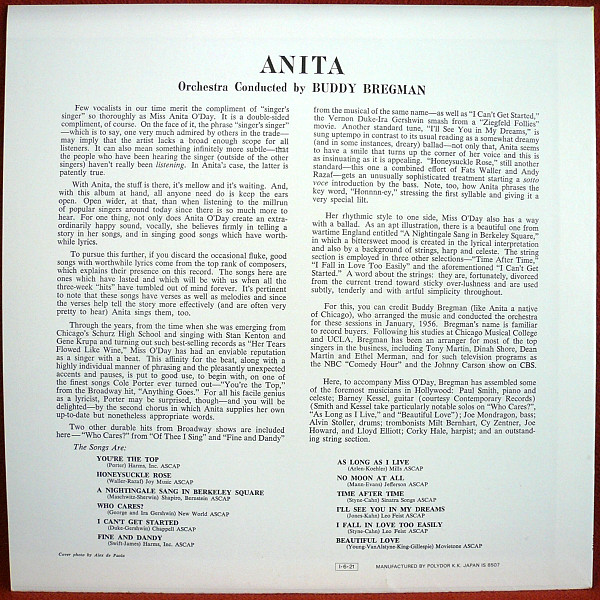 ANITA
Orchestra Conducted by BUDDY BREGMAN
Few vocalists in our time merit the compliment of "singer's
singer" so thoroughly as Miss Anita O'Day. It is a double-sided
compliment, of course. On the face of it, the phrase "singer's singer"
—which is to say, one very much admired by others in the trade—
may imply that the artist lacks a broad enough scope for all
listeners. It can also mean something infinitely more subtle—that
the people who have been hearing the singer (outside of the other
singers) haven't really been listening. In Anita's case, the latter is
patently true.
With Anita, the stuff is there, it's mellow and it's waiting. And,
with this album at hand, all anyone need do is keep the ears
open. Open wider, at that, than when listening to the millrun
of popular singers around today since there is so much more to
hear. For one thing, not only does Anita O'Day create an extra-
ordinarily happy sound, vocally, she believes firmly in telling a
story in her songs, and in singing good songs which have worth-
while lyrics.
To pursue this further, if you discard the occasional fluke, good
songs with worthwhile lyrics come from the top rank of composers,
which explains their presence on this record. The songs here are
ones which have lasted and which will be with us when all the
three-week "hits" have tumbled out of mind forever. It's pertinent
to note that these songs have verses as well as melodies and since
the verses help tell the story more effectively (and are often very
pretty to hear) Anita sings them, too.
Through the years, from the time when she was emerging from
Chicago's Schurz High School and singing with Stan Kenton and
Gene Krupa and turning out such best-selling records as "Her Tears
Flowed Like Wine," Miss O'Day has had an enviable reputation
as a singer with a beat. This affinity for the beat, along with a
highly individual manner of phrasing and the pleasantly unexpected
accents and pauses, is put to good use, to begin with, on one of
the finest songs Cole Porter ever turned out—"You're the Top,"
from the Broadway hit, "Anything Goes." For all his facile genius
as a lyricist, Porter may be surprised, though—and you will be
delighted—by the second chorus in which Anita supplies her own
up-to-date but nonetheless appropriate words.
Two other durable hits from Broadway shows are included
here—"Who Cares?" from "Of Thee I Sing" and "Fine and Dandy"
from the musical of the same name—as well as "I Can't Get Started,"
the Vernon Duke-Ira Gershwin smash from a "Ziegfeld Follies"
movie. Another standard tune, "I'll See You in My Dreams," is
sung uptempo in contrast to its usual reading as a somewhat dreamy
(and in some instances, dreary) ballad—not only that, Anita seems
to have a smile that turns up the corner of her voice and this is
as insinuating as it is appealing. "Honeysuckle Rose," still another
standard—this one a combined effort of Fats Waller and Andy
Razaf—gets an unusually sophisticated treatment starting a sotto
voce introduction by the bass. Note, too, how Anita phrases the
key word, "Honnnn-ey," stressing the first syllable and giving it a
very special lilt.
Her rhythmic style to one side, Miss O'Day also has a way
with a ballad. As an apt illustration, there is a beautiful one from
wartime England entitled "A Nightingale Sang in Berkeley Square,"
in which a bittersweet mood is created in the lyrical interpretation
and also by a background of strings, harp and celeste. The string
section is employed in three other selections—"Time After Time,"
"I Fall in Love Too Easily" and the aforementioned "I Can't Get
Started." A word about the strings: they are, fortunately, divorced
from the current trend toward sticky over-lushness and are used
subtly, tenderly and with artful simplicity throughout.
For this, you can credit Buddy Bregman (like Anita a native
of Chicago), who arranged the music and conducted the orchestra
for these sessions in January, 1956. Bregman's name is familiar
to record buyers. Following his studies at Chicago Musical College
and UCLA, Bregman has been an arranger for most of the top
singers in the business, including Tony Martin, Dinah Shore, Dean
Martin and Ethel Merman, and for such television programs as
the NBC "Comedy Hour" and the Johnny Carson show on CBS.
Here, to accompany Miss O'Day, Bregman has assembled some
of the foremost musicians in Hollywood: Paul Smith, piano and
celeste; Barney Kessel, guitar (courtesy Contemporary Records)
(Smith and Kessel take particularly notable solos on "Who Cares?",
"As Long as I Live," and "Beautiful Love"); Joe Mondragon, bass;
Alvin Stoller, drums; trombonists Milt Bernhart, Cy Zentner, Joe
Howard, and Lloyd Elliott; Corky Hale, harpist; and an outstand-
ing string section.
The Songs Are:
YOU'RE THE TOP
(Porter) Harms, Inc. ASCAP
HONEYSUCKLE ROSE
(Waller-Razaf) Joy Music ASCAP
A NIGHTINGALE SANG IN BERKELEY SQUARE
(Maschwitz-Sherwin) Shapiro, Bernstein ASCAP
WHO CARES?
(George and Ira Gershwin) New World ASCAP
I CAN'T GET STARTED
(Duke-Gershwin) Chappell ASCAP
FINE AND DANDY
(Swift-James) Harms, Inc. ASCAP
AS LONG AS I LIVE
(Arlen-Koehler) Mills ASCAP
NO MOON AT ALL
(Mann-Evans) Jefferson ASCAP
TIME AFTER TIME
(Styne-Cahn) Sinatra Songs ASCAP
I'LL SEE YOU IN MY DREAMS
(Jones-Kahn) Leo Feist ASCAP
I FALL IN LOVE TOO EASILY
(Styne-Cahn) Leo Feist ASCAP
BEAUTIFUL LOVE
(Young-VanAlstyne-King-Gillespie) Movietone ASCAP
Cover photo by Alex de Paola
I-6-21
MANUFACTURED BY POLYDOR K.K. JAPAN IS 8507